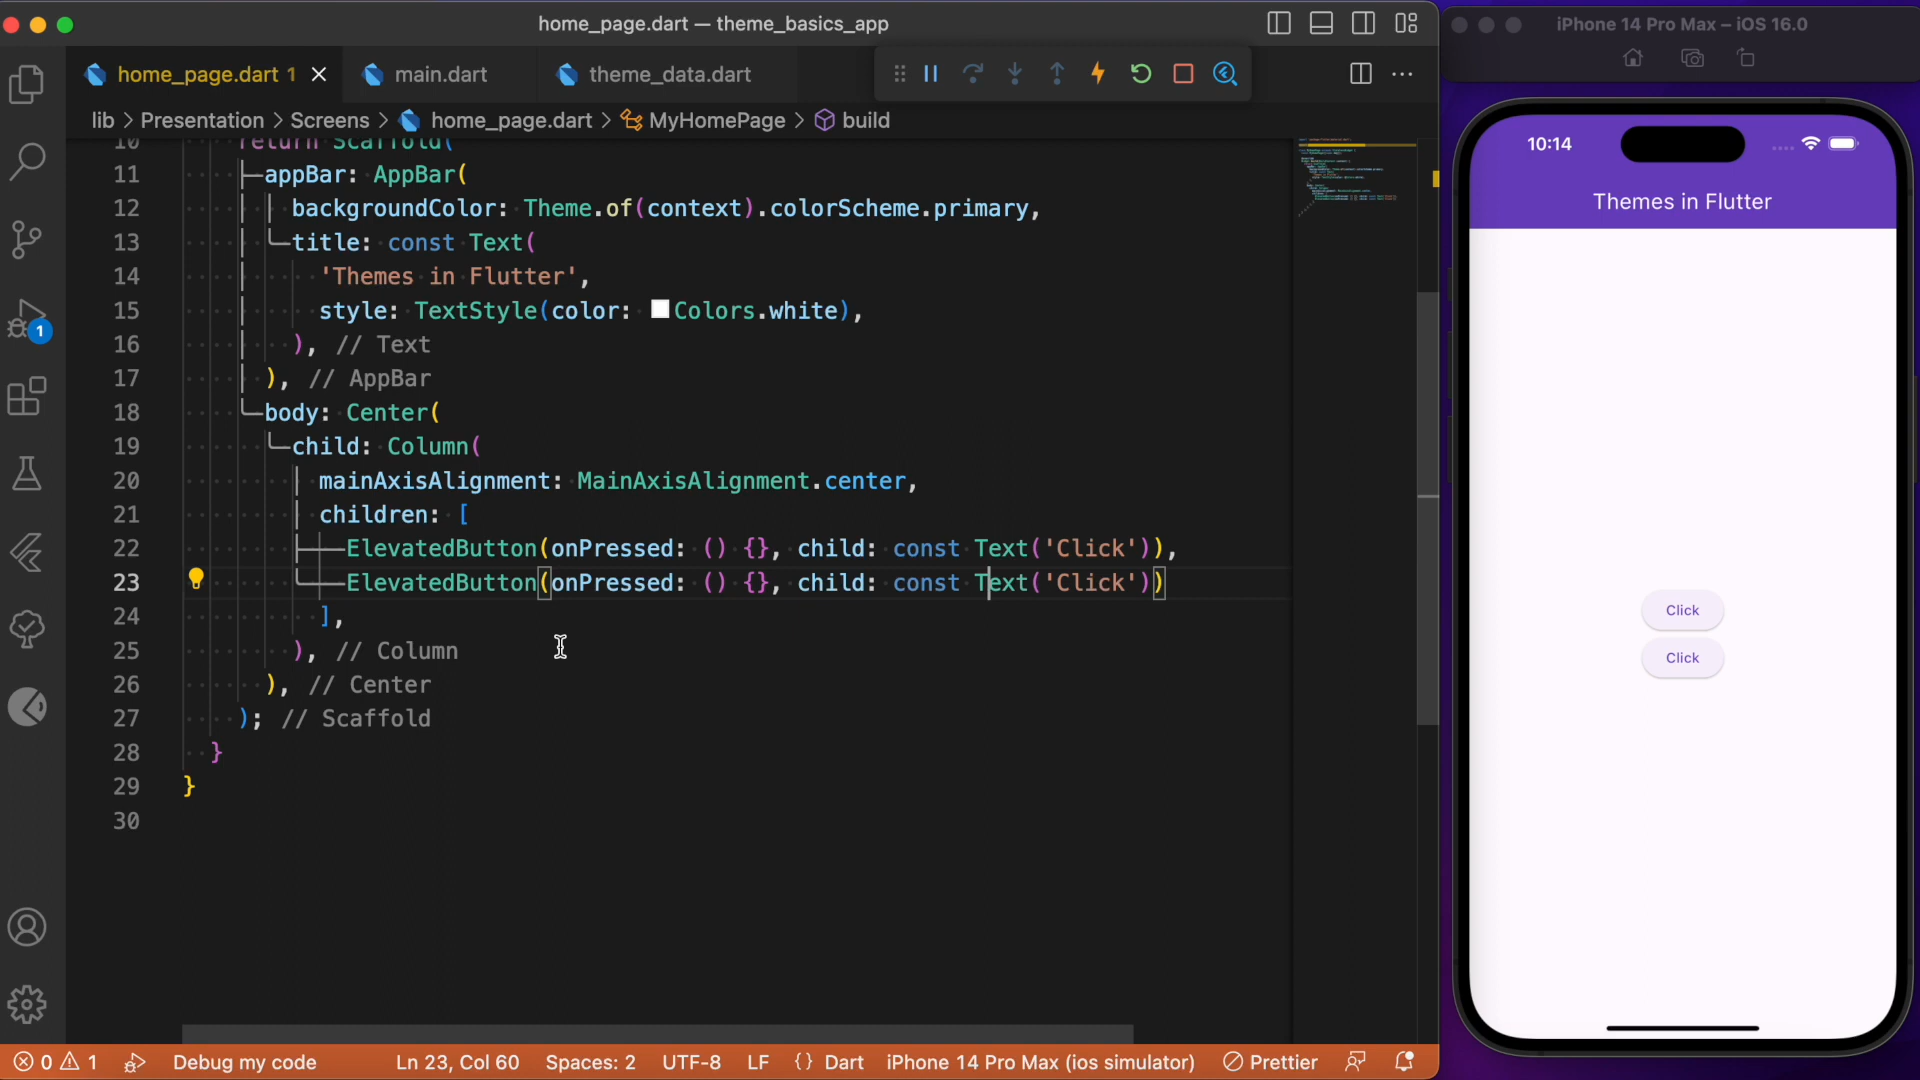 home_page.dart — theme_basics_app
home_page.dart 1
main.dart
theme_data.dart
lib > Presentation > Screens > home_page.dart > MyHomePage > build
10 return Scaffold(
11 appBar: AppBar(
12 backgroundColor: Theme.of(context).colorScheme.primary,
13 title: const Text(
14 'Themes in Flutter',
15 style: TextStyle(color: Colors.white),
16 ), // Text
17 ), // AppBar
18 body: Center(
19 child: Column(
20 mainAxisAlignment: MainAxisAlignment.center,
21 children: [
22 ElevatedButton(onPressed: () {}, child: const Text('Click')),
23 ElevatedButton(onPressed: () {}, child: const Text('Click'))
24 ],
25 ), // Column
26 ), // Center
27 ); // Scaffold
28 }
29 }
30
1
0 1 Debug my code Ln 23, Col 60 Spaces: 2 UTF-8 LF {} Dart iPhone 14 Pro Max (ios simulator) Prettier
iPhone 14 Pro Max – iOS 16.0
10:14
Themes in Flutter
Click
Click